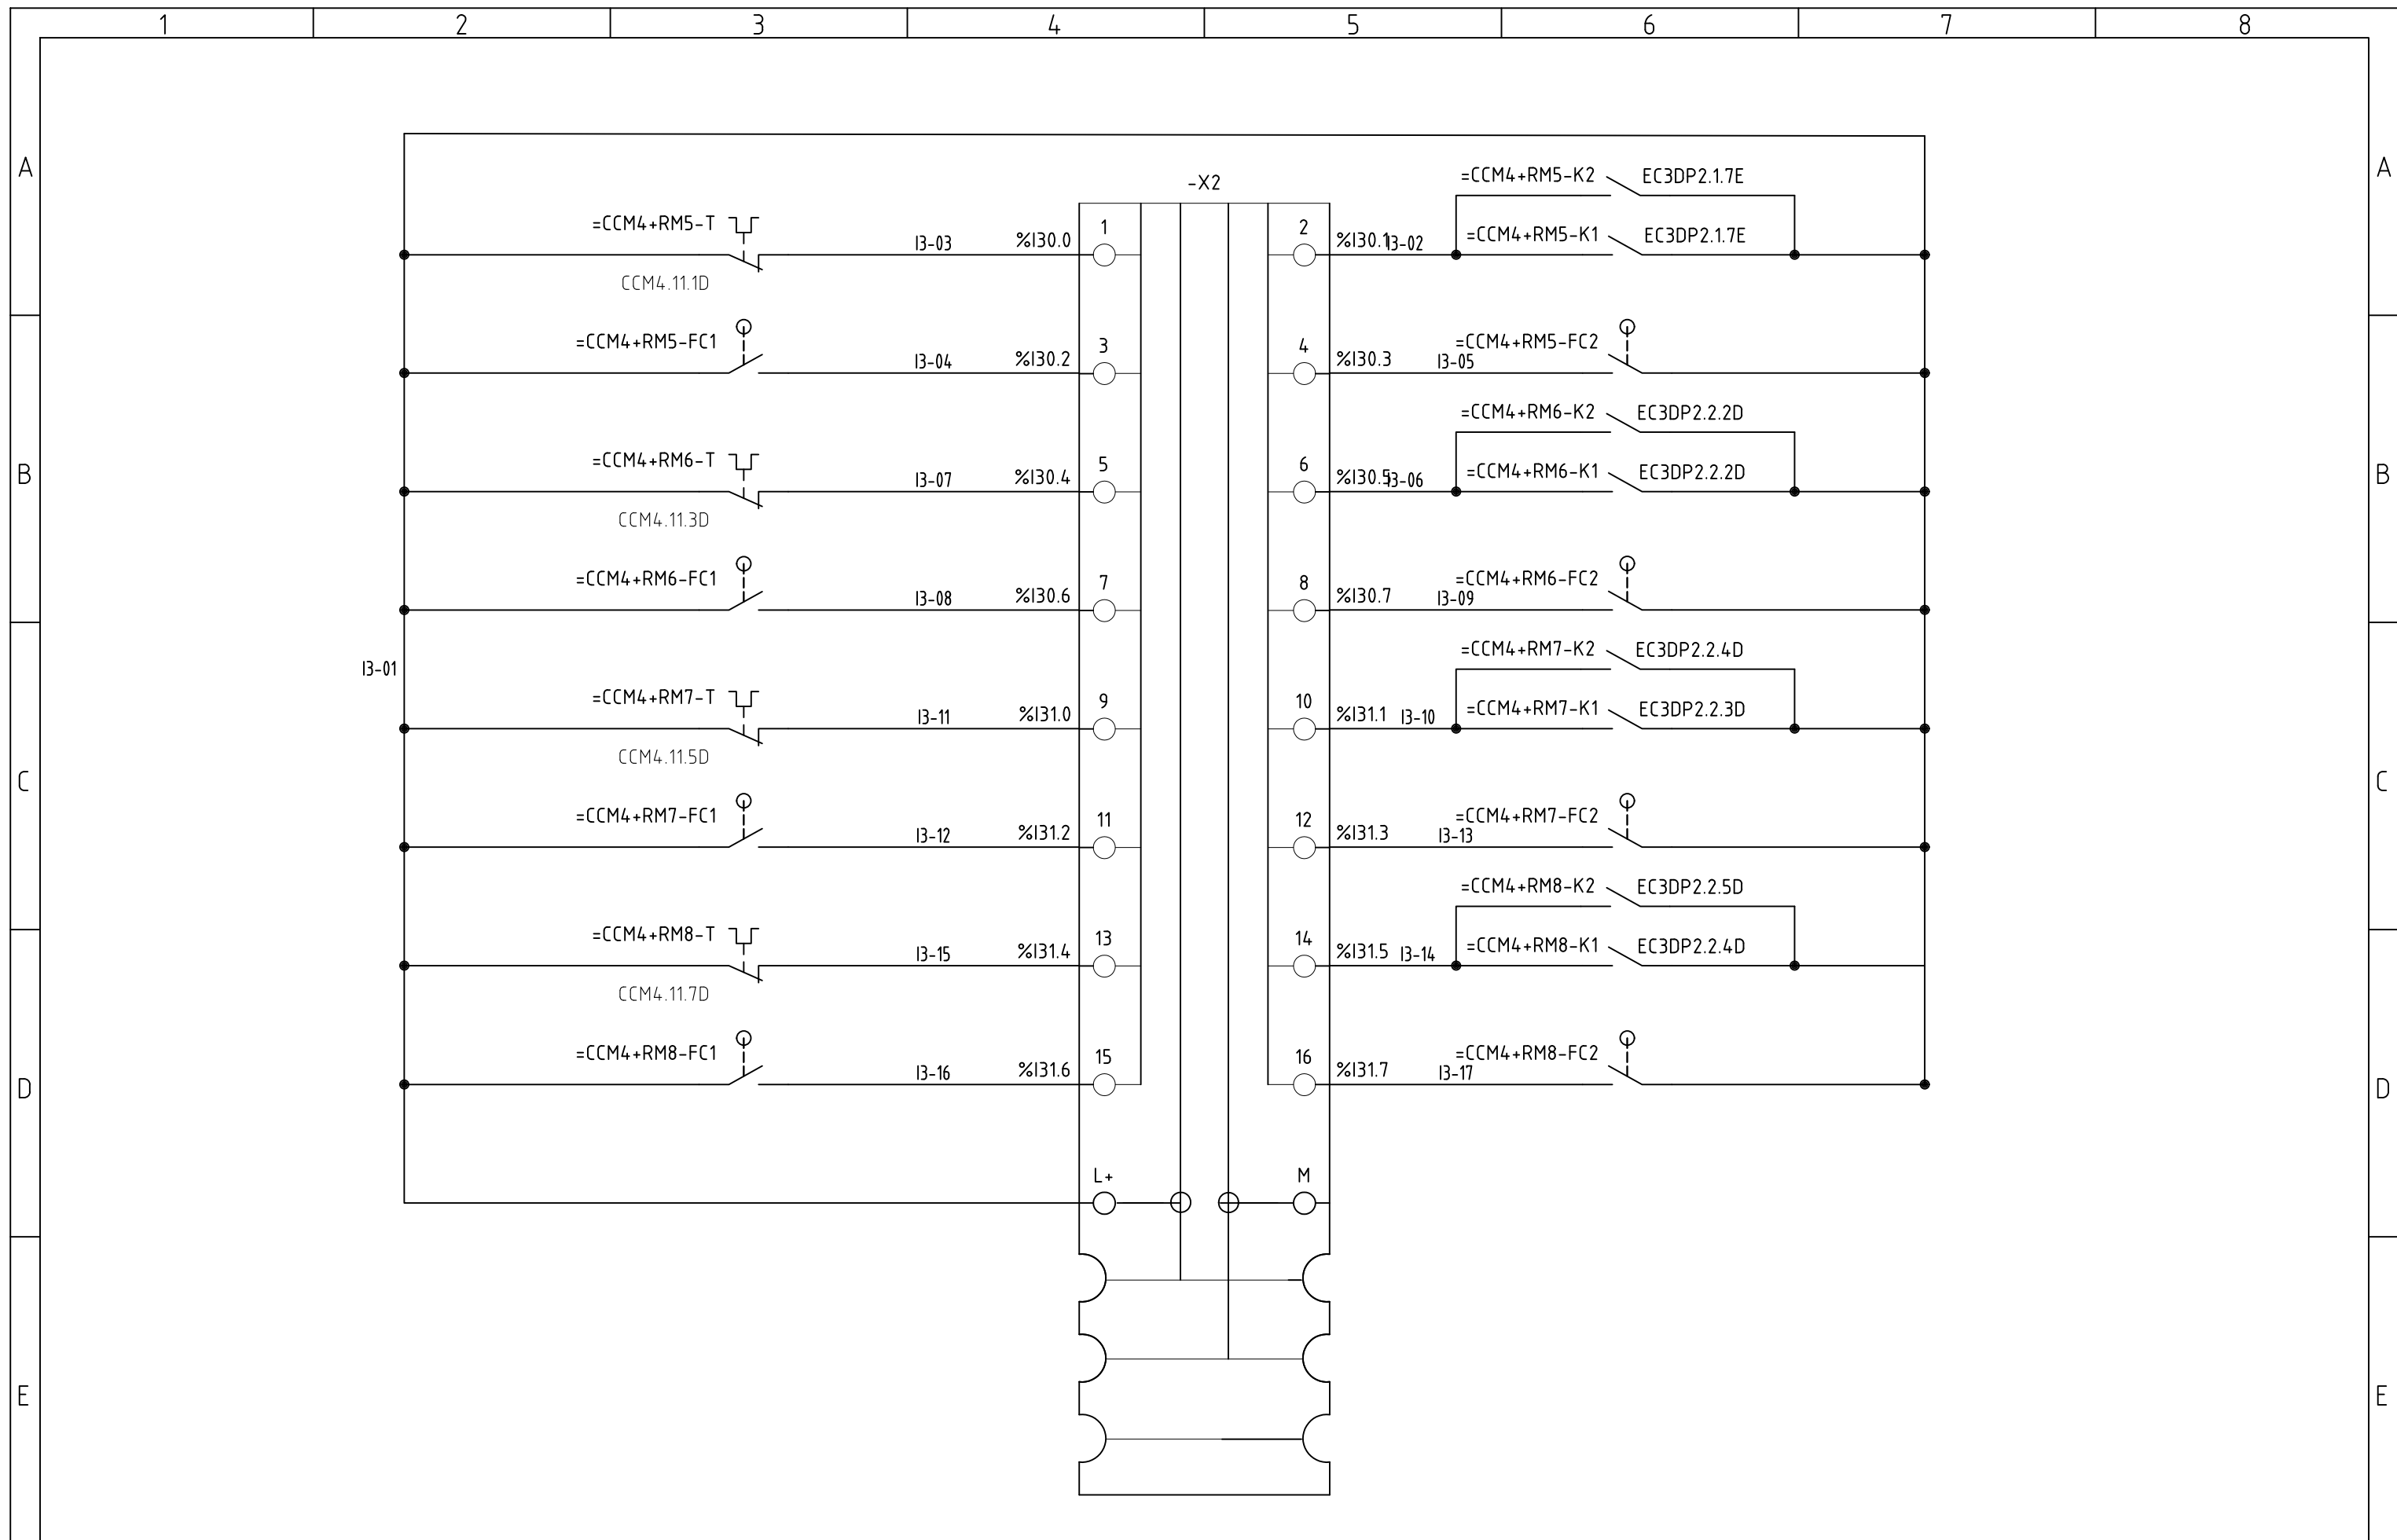 1 2 3 4 5 6 7 8
A A
-X2
=CCM4+RM5-K2 EC3DP2.1.7E
=CCM4+RM5-T I3-03 %I30.0 1 2 %I30.1 I3-02 =CCM4+RM5-K1 EC3DP2.1.7E
CCM4.11.1D
=CCM4+RM5-FC1 I3-04 %I30.2 3 4 %I30.3 I3-05 =CCM4+RM5-FC2
=CCM4+RM6-K2 EC3DP2.2.2D
B B
=CCM4+RM6-T I3-07 %I30.4 5 6 %I30.5 I3-06 =CCM4+RM6-K1 EC3DP2.2.2D
CCM4.11.3D
=CCM4+RM6-FC1 I3-08 %I30.6 7 8 %I30.7 I3-09 =CCM4+RM6-FC2
I3-01
=CCM4+RM7-K2 EC3DP2.2.4D
=CCM4+RM7-T I3-11 %I31.0 9 10 %I31.1 I3-10 =CCM4+RM7-K1 EC3DP2.2.3D
CCM4.11.5D
C C
=CCM4+RM7-FC1 I3-12 %I31.2 11 12 %I31.3 I3-13 =CCM4+RM7-FC2
=CCM4+RM8-K2 EC3DP2.2.5D
=CCM4+RM8-T I3-15 %I31.4 13 14 %I31.5 I3-14 =CCM4+RM8-K1 EC3DP2.2.4D
CCM4.11.7D
=CCM4+RM8-FC1 I3-16 %I31.6 15 16 %I31.7 I3-17 =CCM4+RM8-FC2
D D
L+ M
E E